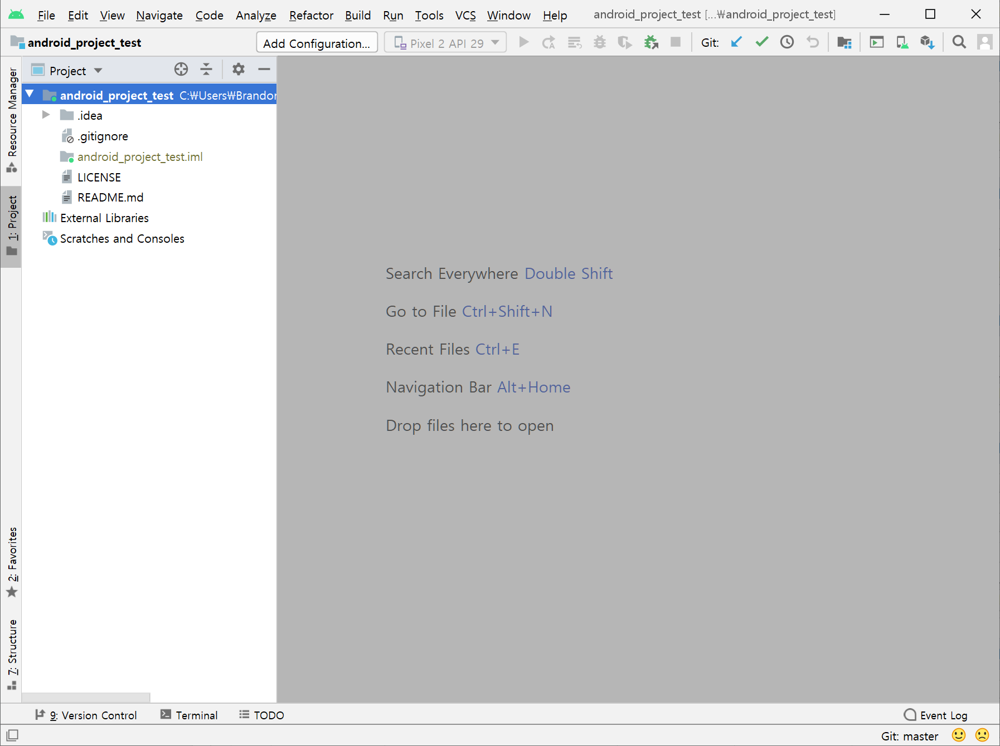 File Edit View Navigate Code Analyze Refactor Build Run Tools VCS Window Help android_project_test [...₩android_project_test]
android_project_test Add Configuration... Pixel 2 API 29 Git:
Project
android_project_test C:₩Users₩Brandon
.idea
.gitignore
android_project_test.iml
LICENSE
README.md
External Libraries
Scratches and Consoles
Resource Manager
1: Project
2: Favorites
7: Structure
Search Everywhere Double Shift
Go to File Ctrl+Shift+N
Recent Files Ctrl+E
Navigation Bar Alt+Home
Drop files here to open
9: Version Control Terminal TODO Event Log
Git: master